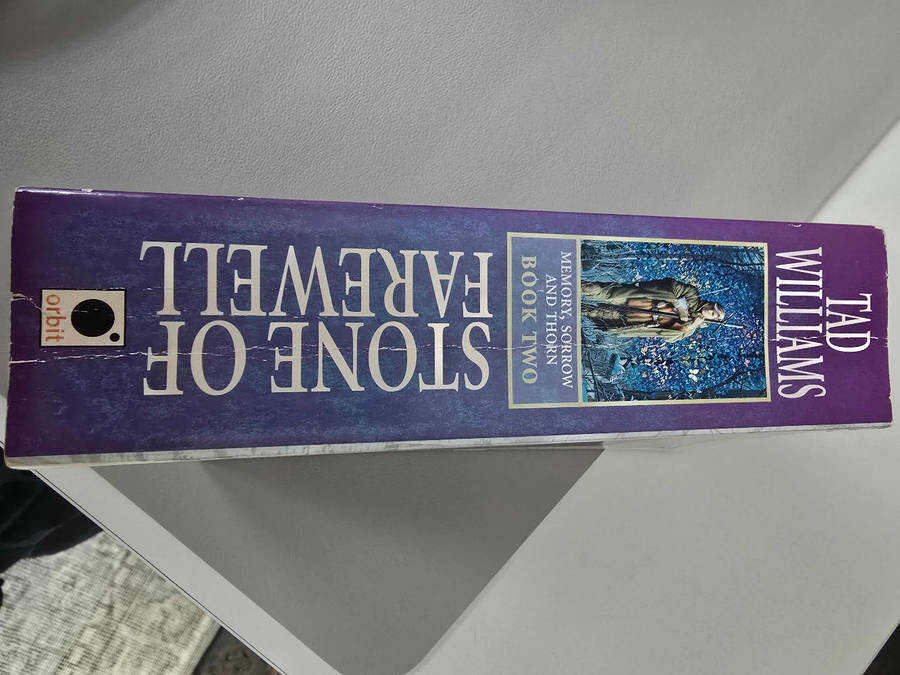 TAD
WILLIAMS
MEMORY, SORROW
AND THORN
BOOK TWO
STONE OF
FAREWELL
orbit